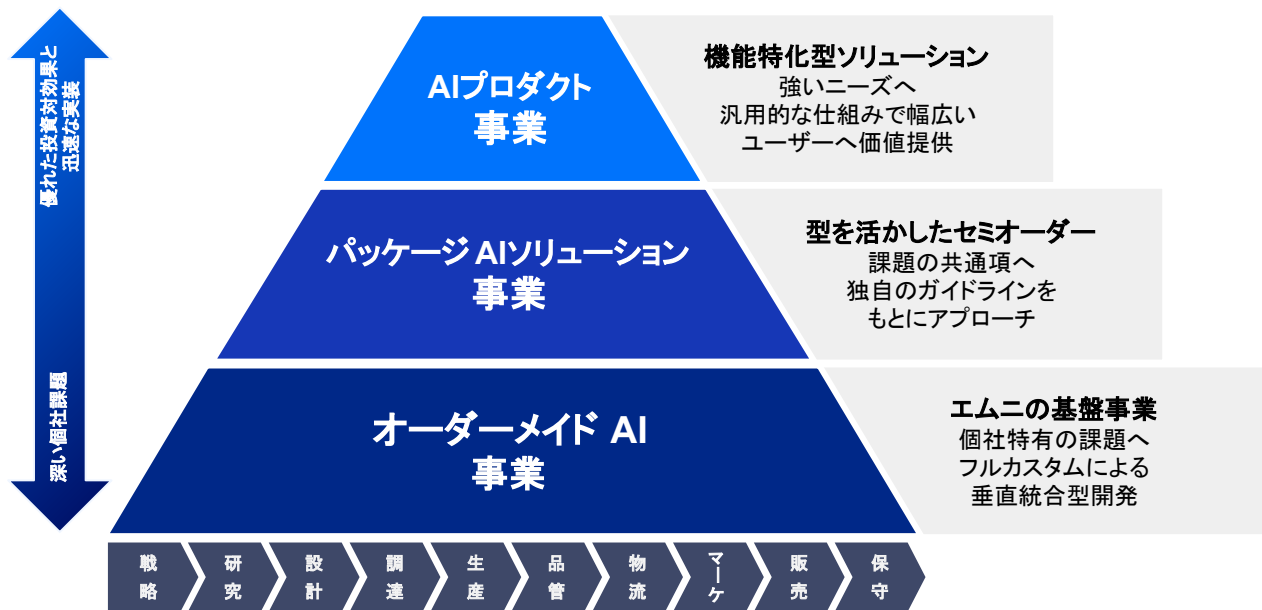 優れた投資対効果と
迅速な実装
深い個社課題
AIプロダクト
事業
機能特化型ソリューション
強いニーズへ
汎用的な仕組みで幅広い
ユーザーへ価値提供
パッケージ AIソリューション
事業
型を活かしたセミオーダー
課題の共通項へ
独自のガイドラインを
もとにアプローチ
オーダーメイド AI
事業
エムニの基盤事業
個社特有の課題へ
フルカスタムによる
垂直統合型開発
戦略
研究
設計
調達
生産
品管
物流
マーケ
販売
保守